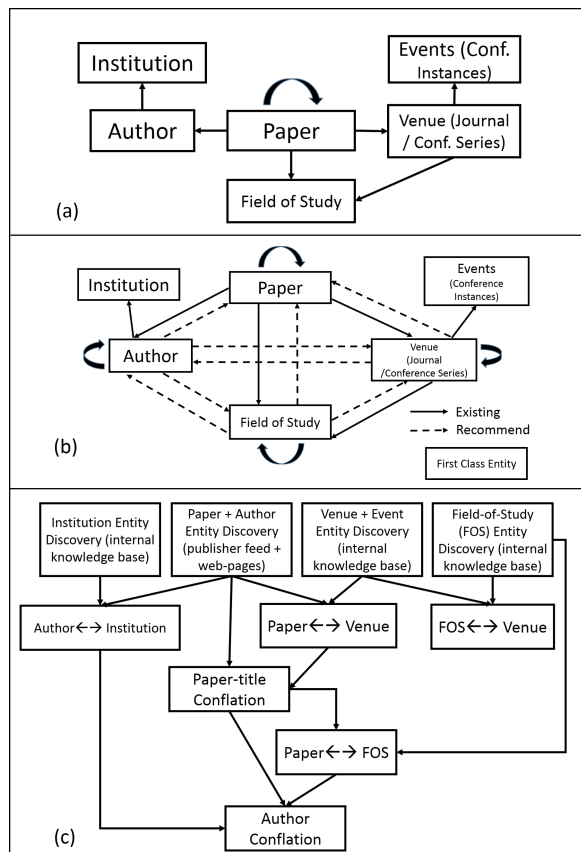 Institution
Events (Conf.
Instances)
Author
Paper
Venue (Journal
/ Conf. Series)
Field of Study
(a)
Institution
Paper
Events
(Conference
Instances)
Author
Venue
(Journal
/Conference Series)
Field of Study
Existing
Recommend
First Class Entity
(b)
Institution Entity
Discovery (internal
knowledge base)
Paper + Author
Entity Discovery
(publisher feed +
web-pages)
Venue + Event
Entity Discovery
(internal
knowledge base)
Field-of-Study
(FOS) Entity
Discovery (internal
knowledge base)
Author←→ Institution
Paper←→ Venue
FOS←→ Venue
Paper-title
Conflation
Paper←→ FOS
Author
Conflation
(c)